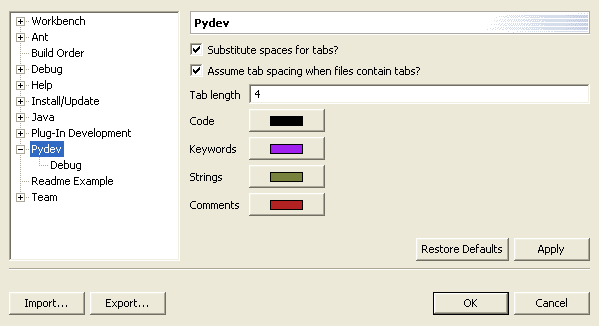 Workbench
Ant
Build Order
Debug
Help
Install/Update
Java
Plug-In Development
Pydev
Debug
Readme Example
Team
Pydev
Substitute spaces for tabs?
Assume tab spacing when files contain tabs?
Tab length 4
Code
Keywords
Strings
Comments
Restore Defaults Apply
Import... Export... OK Cancel